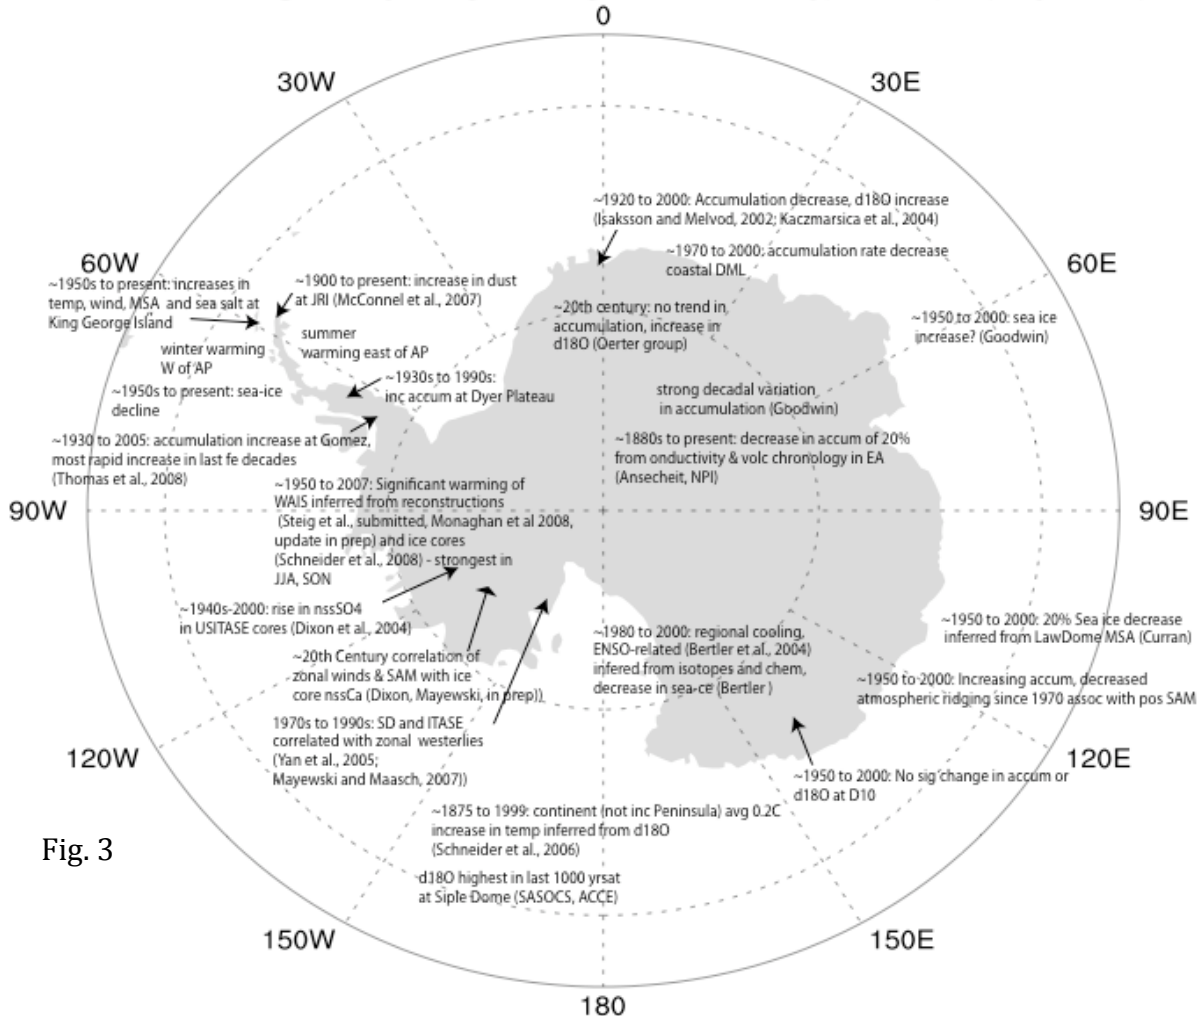 0
30W
30E
~1920 to 2000: Accumulation decrease, d18O increase
(Isaksson and Melvod, 2002; Kaczmarsica et al., 2004)
~1970 to 2000: accumulation rate decrease
coastal DML
60W
60E
~1950s to present: increases in
temp, wind, MSA and sea salt at
King George Island
~1900 to present: increase in dust
at JRI (McConnel et al., 2007)
~20th century: no trend in
accumulation, increase in
d18O (Oerter group)
~1950 to 2000: sea ice
increase? (Goodwin)
winter warming
W of AP
summer
warming east of AP
~1950s to present: sea-ice
decline
~1930s to 1990s:
inc accum at Dyer Plateau
strong decadal variation
in accumulation (Goodwin)
~1930 to 2005: accumulation increase at Gomez,
most rapid increase in last fe decades
(Thomas et al., 2008)
~1880s to present: decrease in accum of 20%
from onductivity & volc chronology in EA
(Ansecheit, NPI)
90W
90E
~1950 to 2007: Significant warming of
WAIS inferred from reconstructions
(Steig et al., submitted, Monaghan et al 2008,
update in prep) and ice cores
(Schneider et al., 2008) - strongest in
JJA, SON
~1940s-2000: rise in nssSO4
in USITASE cores (Dixon et al., 2004)
~1980 to 2000: regional cooling,
ENSO-related (Bertler et al., 2004)
infered from isotopes and chem,
decrease in sea-ce (Bertler )
~1950 to 2000: 20% Sea ice decrease
inferred from LawDome MSA (Curran)
~20th Century correlation of
zonal winds & SAM with ice
core nssCa (Dixon, Mayewski, in prep))
~1950 to 2000: Increasing accum, decreased
atmospheric ridging since 1970 assoc with pos SAM
1970s to 1990s: SD and ITASE
correlated with zonal westerlies
(Yan et al., 2005;
Mayewski and Maasch, 2007))
120W
120E
~1950 to 2000: No sig change in accum or
d18O at D10
~1875 to 1999: continent (not inc Peninsula) avg 0.2C
increase in temp inferred from d18O
(Schneider et al., 2006)
Fig. 3
d18O highest in last 1000 yrsat
at Siple Dome (SASOCS, ACCE)
150W
150E
180